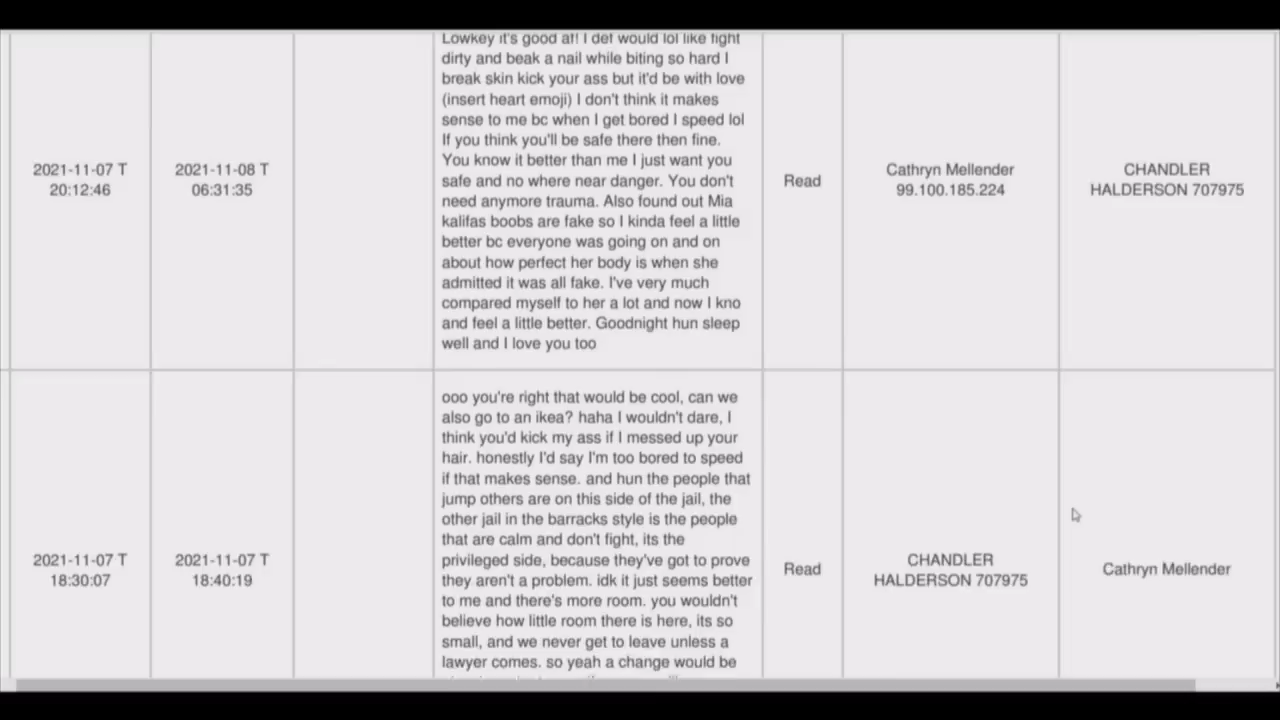 Lowkey it's good af! I def would lol like fight
dirty and beak a nail while biting so hard I
break skin kick your ass but it'd be with love
(insert heart emoji) I don't think it makes
sense to me bc when I get bored I speed lol
If you think you'll be safe there then fine.
You know it better than me I just want you
safe and no where near danger. You don't
need anymore trauma. Also found out Mia
kalifas boobs are fake so I kinda feel a little
better bc everyone was going on and on
about how perfect her body is when she
admitted it was all fake. I've very much
compared myself to her a lot and now I kno
and feel a little better. Goodnight hun sleep
well and I love you too
2021-11-07 T
20:12:46
2021-11-08 T
06:31:35
Read
Cathryn Mellender
99.100.185.224
CHANDLER
HALDERSON 707975
ooo you're right that would be cool, can we
also go to an ikea? haha I wouldn't dare, I
think you'd kick my ass if I messed up your
hair. honestly I'd say I'm too bored to speed
if that makes sense. and hun the people that
jump others are on this side of the jail, the
other jail in the barracks style is the people
that are calm and don't fight, its the
privileged side, because they've got to prove
they aren't a problem. idk it just seems better
to me and there's more room. you wouldn't
believe how little room there is here, its so
small, and we never get to leave unless a
lawyer comes. so yeah a change would be
2021-11-07 T
18:30:07
2021-11-07 T
18:40:19
Read
CHANDLER
HALDERSON 707975
Cathryn Mellender